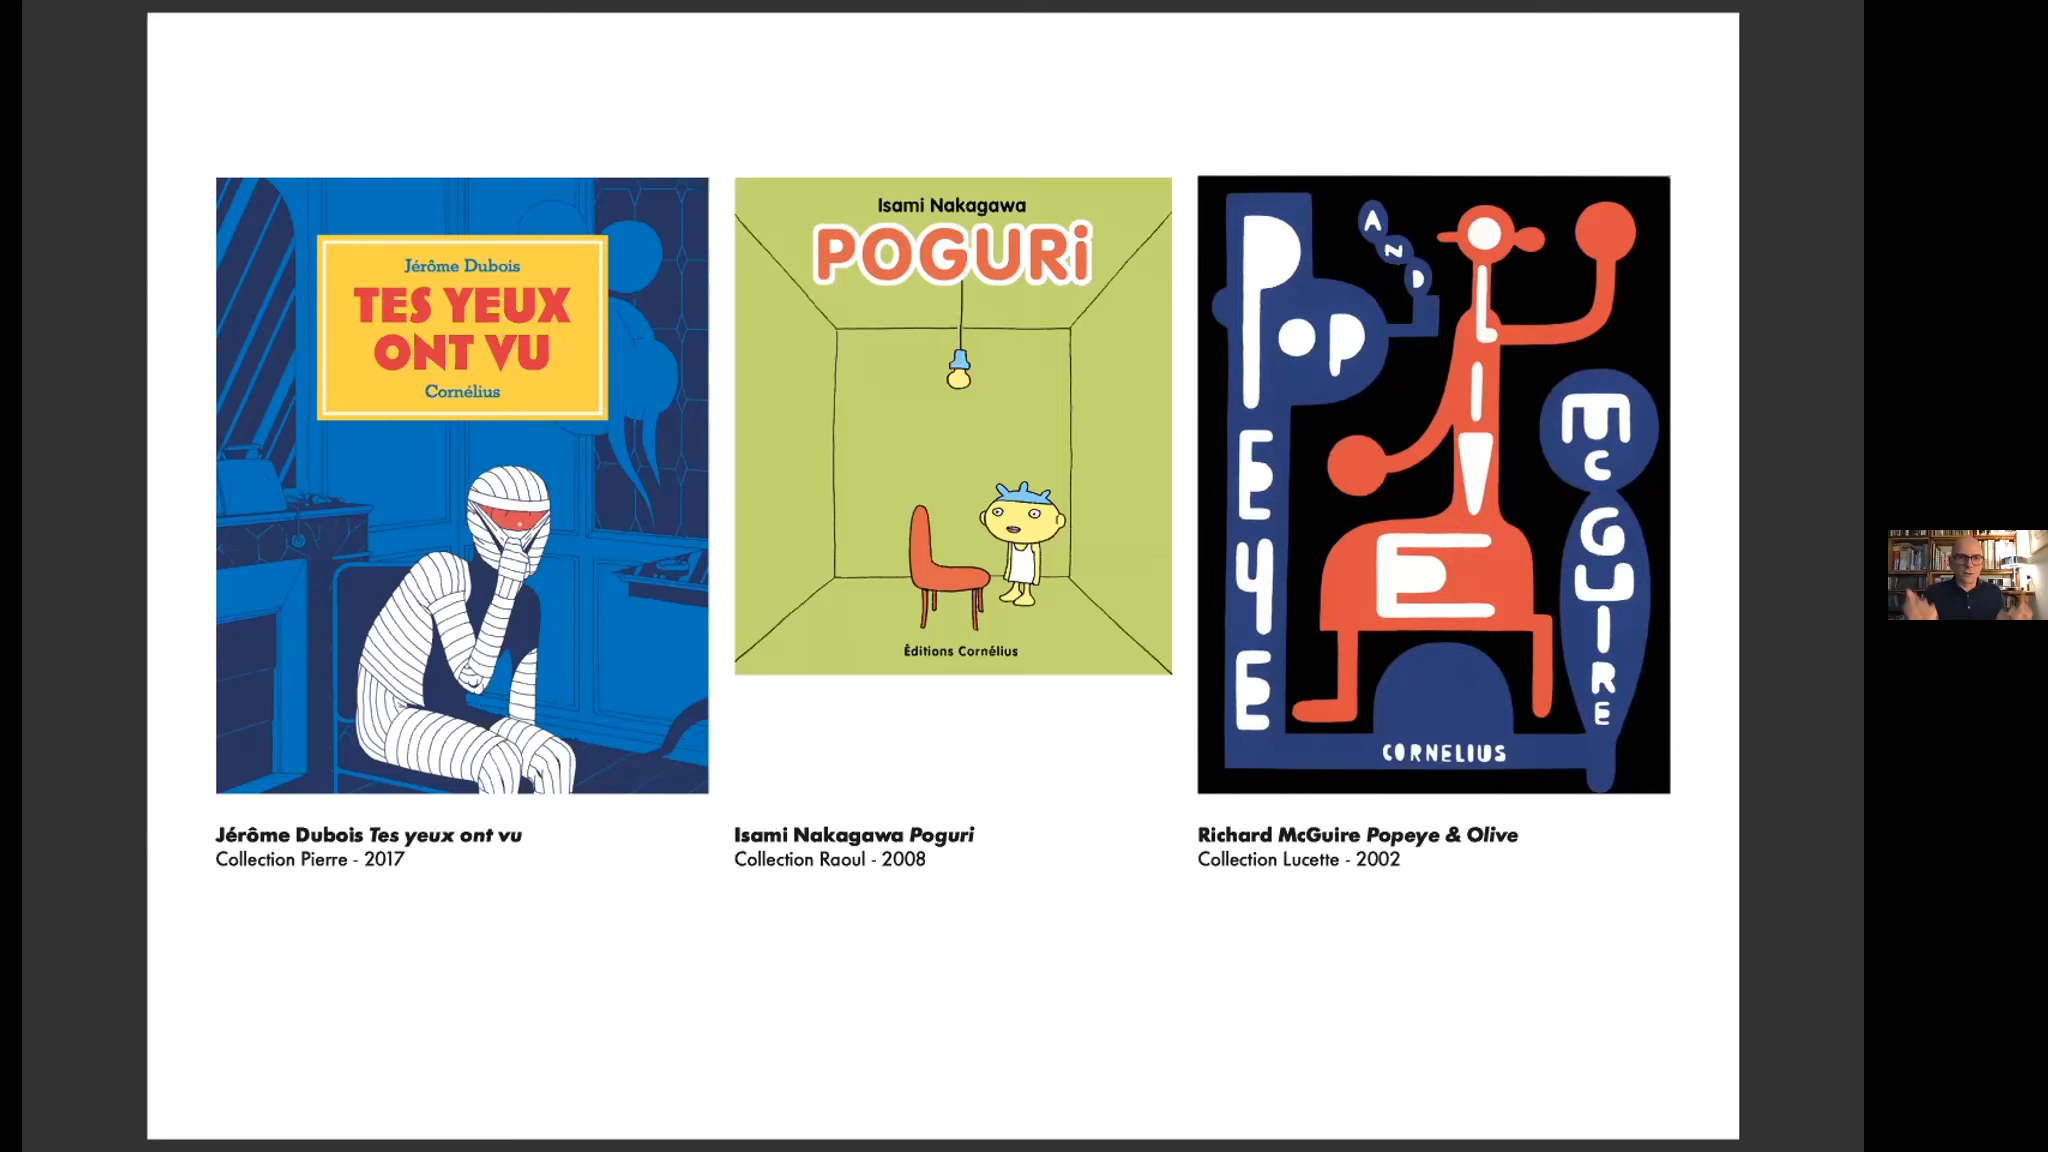 Jérôme Dubois
TES YEUX
ONT VU
Cornélius
Isami Nakagawa
POGURi
Éditions Cornélius
POPEYE
AND
OLIVE
McGUIRE
CORNELIUS
Jérôme Dubois Tes yeux ont vu
Collection Pierre - 2017
Isami Nakagawa Poguri
Collection Raoul - 2008
Richard McGuire Popeye & Olive
Collection Lucette - 2002